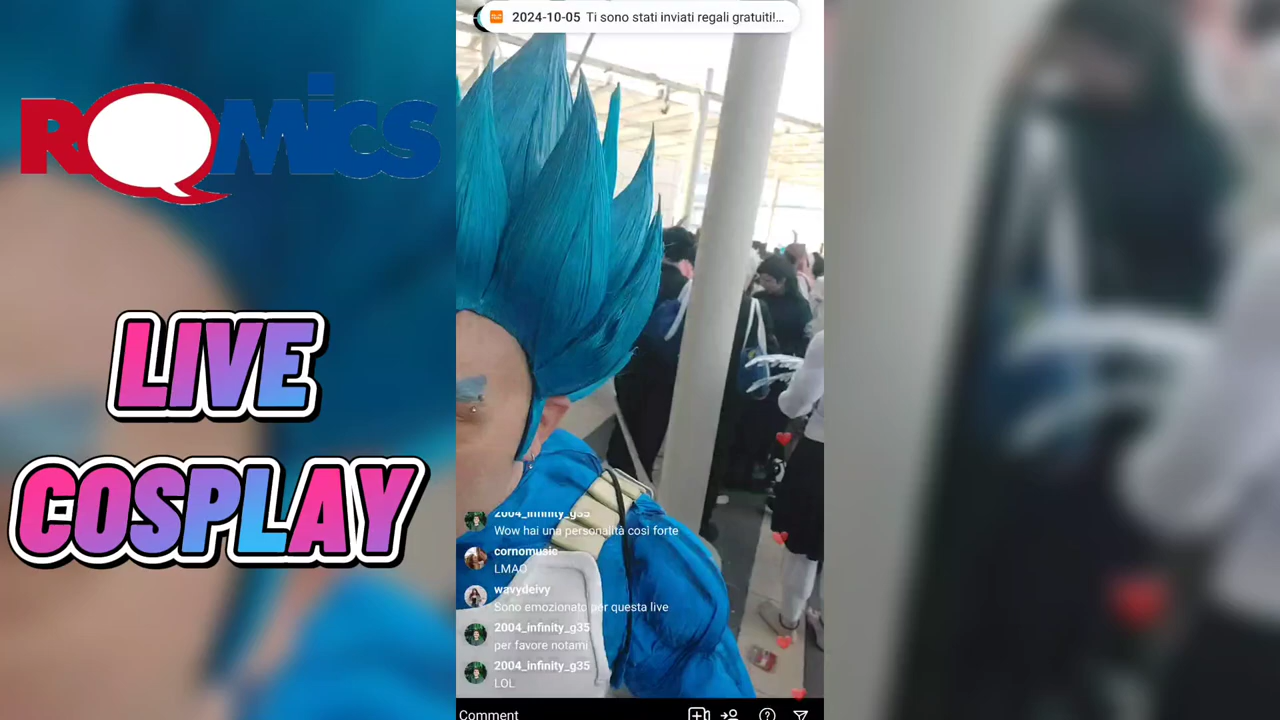 2024-10-05 Ti sono stati inviati regali gratuiti!...
ROMICS
LIVE
COSPLAY
2004_infinity_g35
Wow hai una personalità così forte
cornomusic
LMAO
wavydeivy
Sono emozionato per questa live
2004_infinity_g35
per favore notami
2004_infinity_g35
LOL
Comment